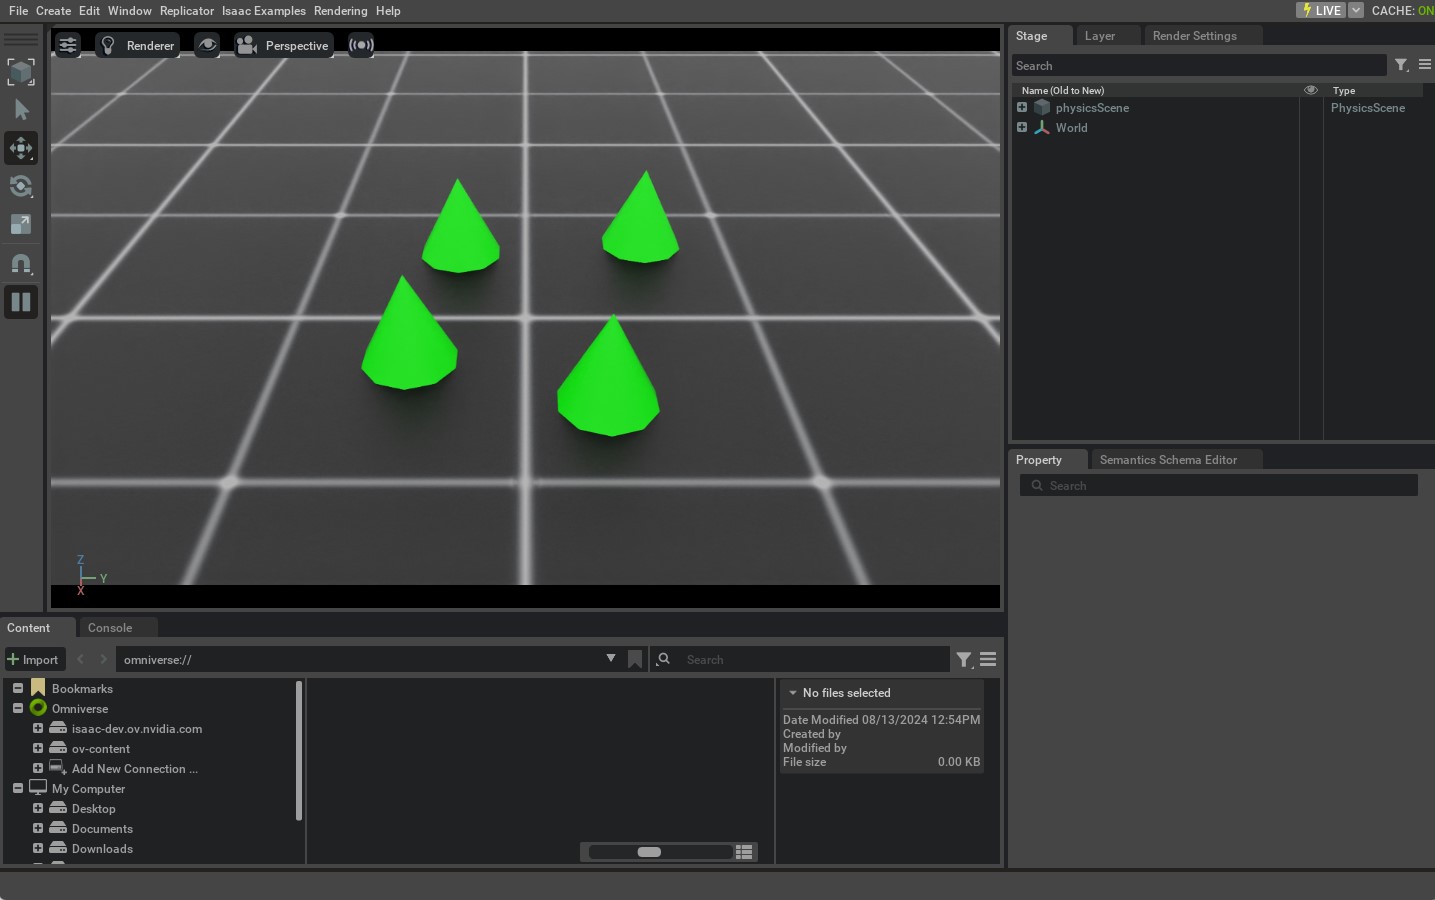 File Create Edit Window Replicator Isaac Examples Rendering Help
LIVE CACHE: ON
Renderer Perspective
Stage Layer Render Settings
Search
Name (Old to New) Type
physicsScene PhysicsScene
World
Property Semantics Schema Editor
Search
Z
Y
X
Content Console
Import omniverse:// Search
Bookmarks
Omniverse
isaac-dev.ov.nvidia.com
ov-content
Add New Connection ...
My Computer
Desktop
Documents
Downloads
No files selected
Date Modified 08/13/2024 12:54PM
Created by
Modified by
File size 0.00 KB